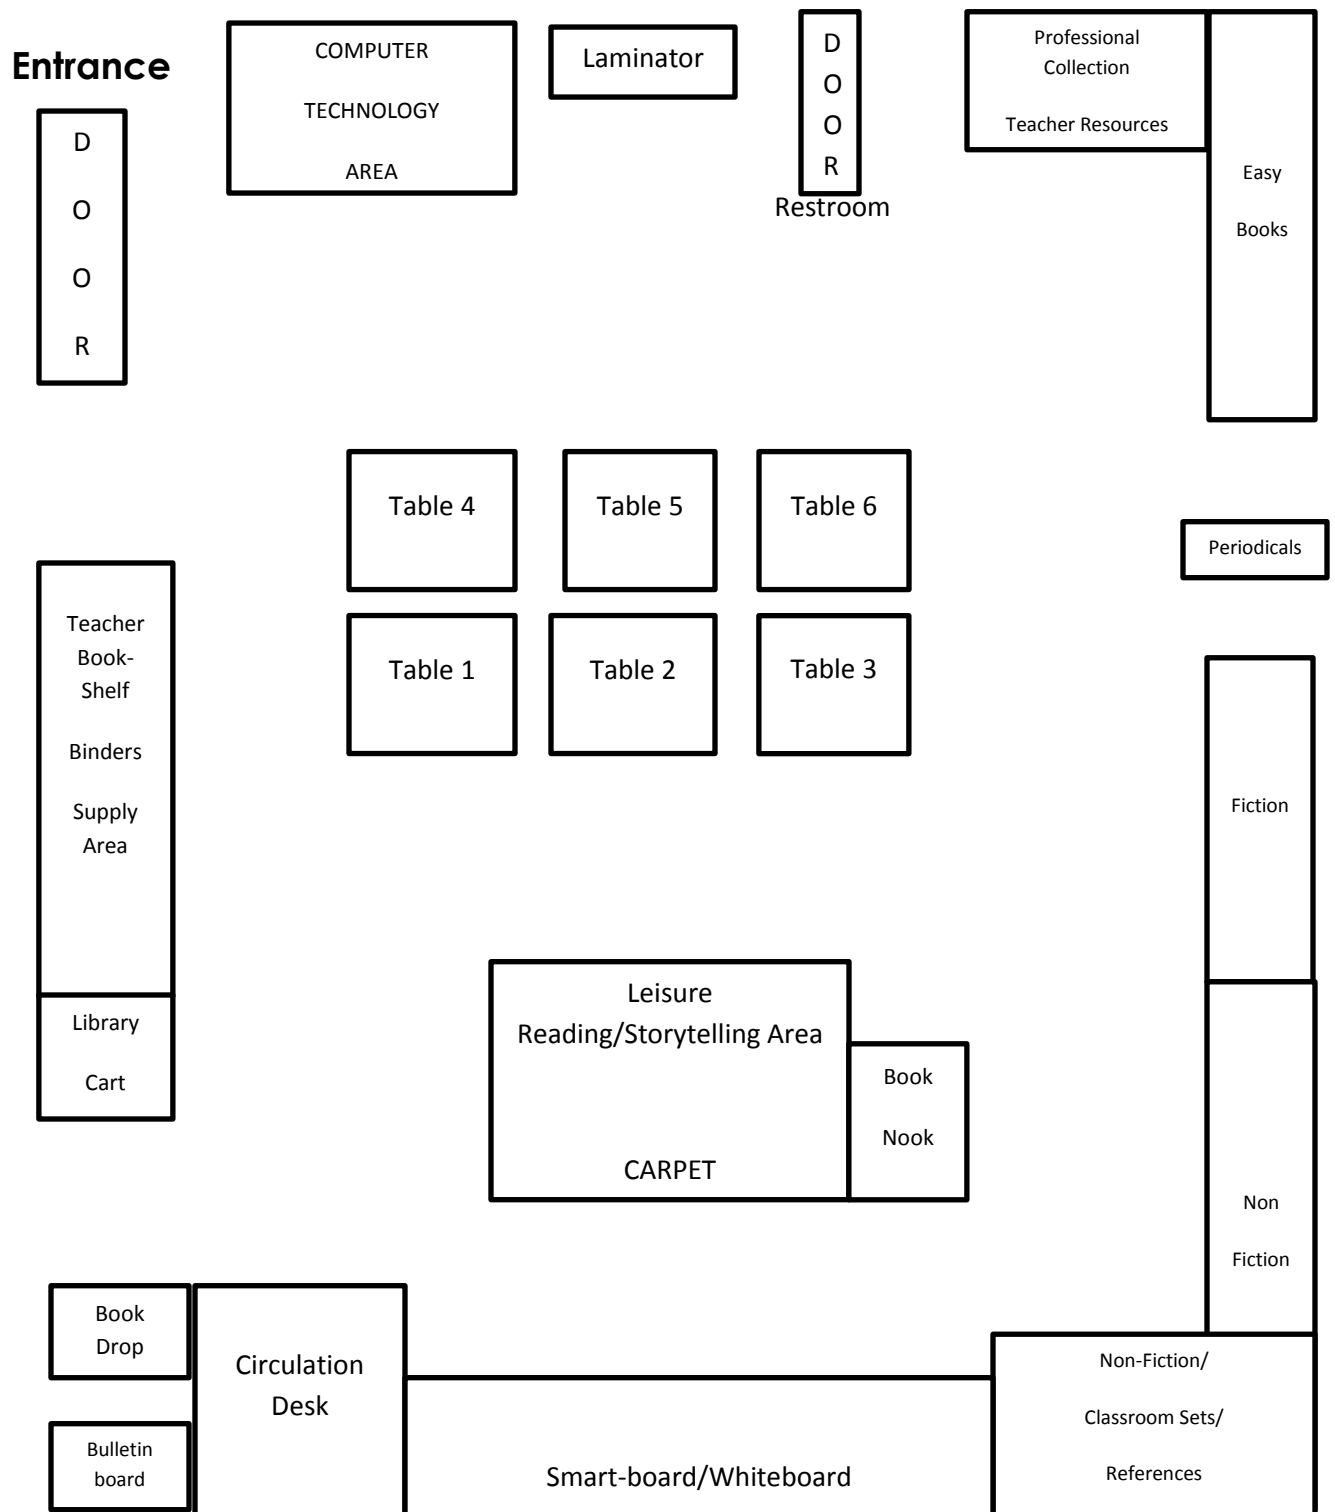 Entrance
D
O
O
R
COMPUTER
TECHNOLOGY
AREA
Laminator
D
O
O
R
Restroom
Professional
Collection
Teacher Resources
Easy
Books
Table 4
Table 5
Table 6
Periodicals
Teacher
Book-
Shelf
Binders
Supply
Area
Table 1
Table 2
Table 3
Fiction
Library
Cart
Leisure
Reading/Storytelling Area
CARPET
Book
Nook
Non
Fiction
Book
Drop
Circulation
Desk
Bulletin
board
Smart-board/Whiteboard
Non-Fiction/
Classroom Sets/
References